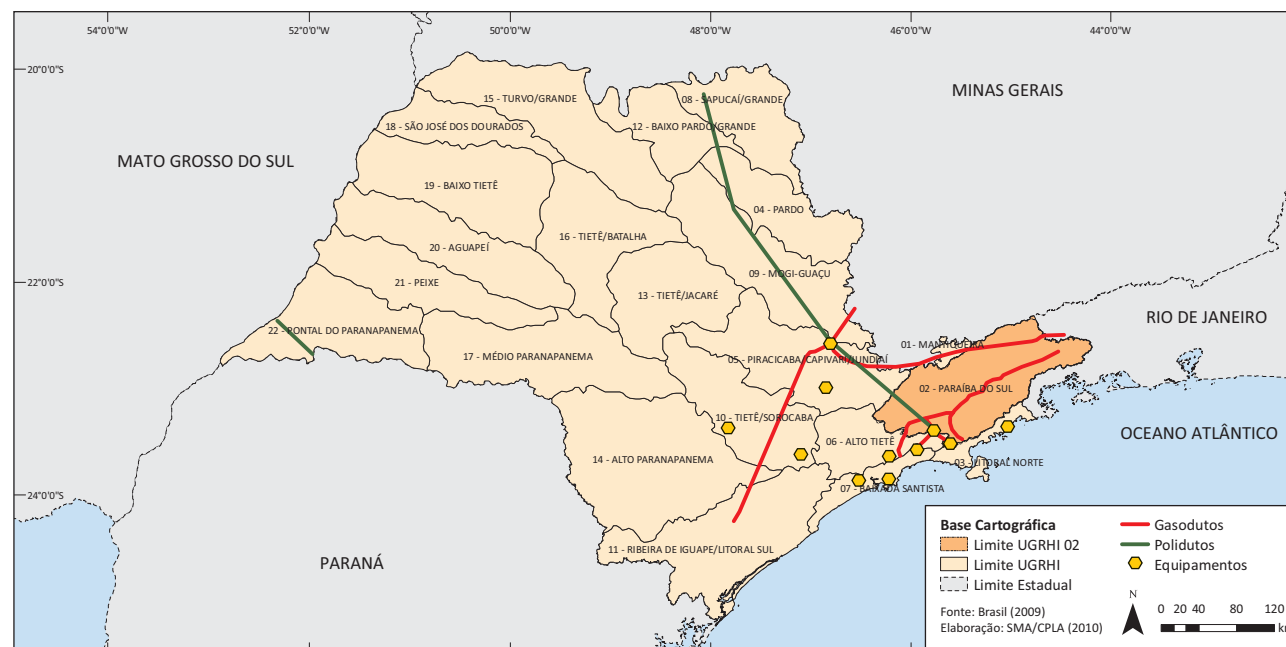 54°0'0"W
52°0'0"W
50°0'0"W
48°0'0"W
46°0'0"W
44°0'0"W
20°0'0"S
22°0'0"S
24°0'0"S
MINAS GERAIS
MATO GROSSO DO SUL
RIO DE JANEIRO
OCEANO ATLÂNTICO
PARANÁ
15 - TURVO/GRANDE
08 - SAPUCAÍ/GRANDE
18 - SÃO JOSÉ DOS DOURADOS
12 - BAIXO PARDO/GRANDE
19 - BAIXO TIETÊ
04 - PARDO
16 - TIETÊ/BATALHA
20 - AGUAPEÍ
09 - MOGI-GUAÇU
21 - PEIXE
13 - TIETÊ/JACARÉ
22 - PONTAL DO PARANAPANEMA
01 - MANTIQUEIRA
17 - MÉDIO PARANAPANEMA
05 - PIRACICABA/CAPIVARI/JUNDIAÍ
02 - PARAÍBA DO SUL
10 - TIETÊ/SOROCABA
06 - ALTO TIETÊ
14 - ALTO PARANAPANEMA
03 - LITORAL NORTE
07 - BAIXADA SANTISTA
11 - RIBEIRA DE IGUAPE/LITORAL SUL
Base Cartográfica
Limite UGRHI 02
Limite UGRHI
Limite Estadual
Gasodutos
Polidutos
Equipamentos
Fonte: Brasil (2009)
Elaboração: SMA/CPLA (2010)
N
0 20 40 80 120
km